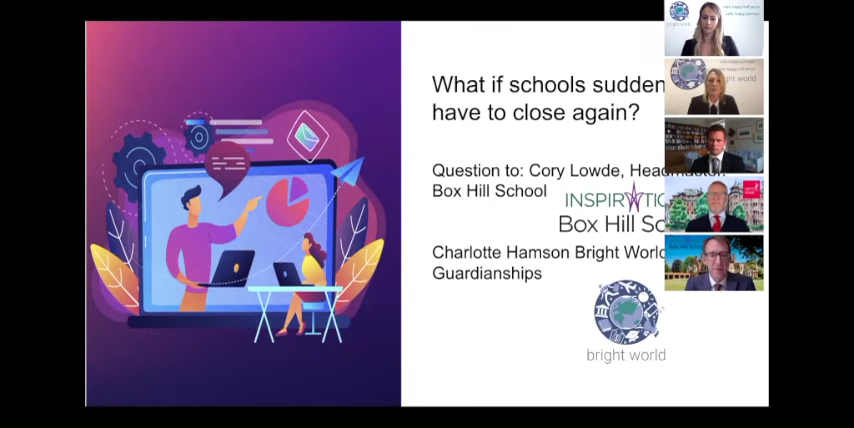 What if schools sudden
have to close again?
Question to: Cory Lowde, Headmaster.
Box Hill School
INSPIRATIO
Box Hill Sc
Charlotte Hamson Bright World
Guardianships
bright world
bright world